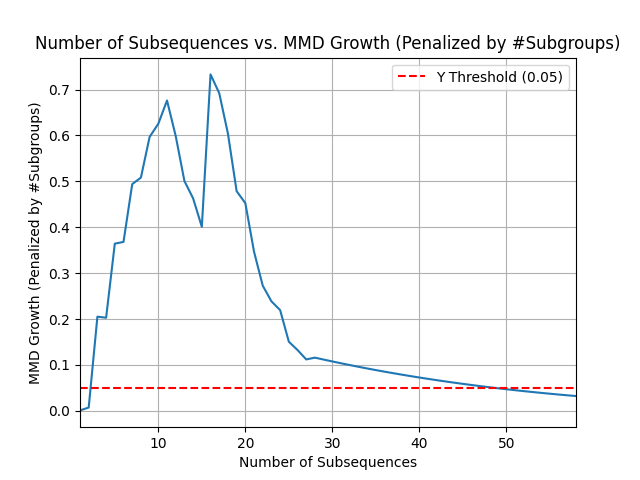 Number of Subsequences vs. MMD Growth (Penalized by #Subgroups)
Y Threshold (0.05)
MMD Growth (Penalized by #Subgroups)
0.7
0.6
0.5
0.4
0.3
0.2
0.1
0.0
10 20 30 40 50
Number of Subsequences